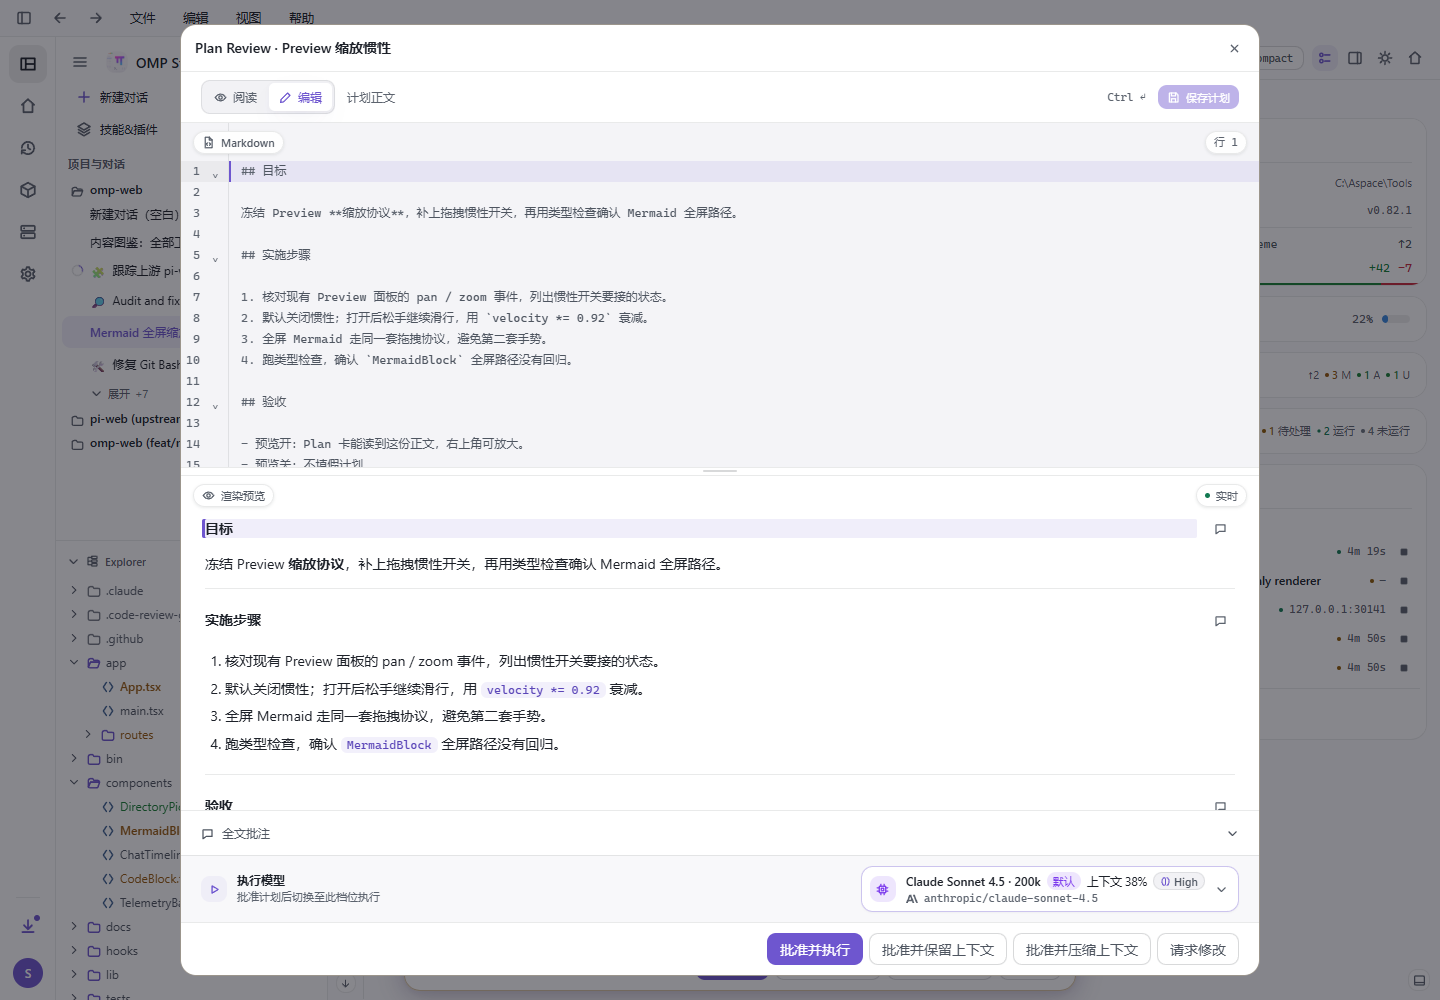 文件 编辑 视图 帮助
Plan Review · Preview 缩放惯性
阅读 编辑 计划正文
Ctrl ↵ 保存计划
Markdown
行 1
1 ## 目标
2
3 冻结 Preview **缩放协议**，补上拖拽惯性开关，再用类型检查确认 Mermaid 全屏路径。
4
5 ## 实施步骤
6
7 1. 核对现有 Preview 面板的 pan / zoom 事件，列出惯性开关要接的状态。
8 2. 默认关闭惯性；打开后松手继续滑行，用 `velocity *= 0.92` 衰减。
9 3. 全屏 Mermaid 走同一套拖拽协议，避免第二套手势。
10 4. 跑类型检查，确认 `MermaidBlock` 全屏路径没有回归。
11
12 ## 验收
13
14 - 预览开：Plan 卡能读到这份正文，右上角可放大。
15 - 预览关：不填假计划
渲染预览
实时
目标
冻结 Preview 缩放协议，补上拖拽惯性开关，再用类型检查确认 Mermaid 全屏路径。
实施步骤
1. 核对现有 Preview 面板的 pan / zoom 事件，列出惯性开关要接的状态。
2. 默认关闭惯性；打开后松手继续滑行，用 velocity *= 0.92 衰减。
3. 全屏 Mermaid 走同一套拖拽协议，避免第二套手势。
4. 跑类型检查，确认 MermaidBlock 全屏路径没有回归。
验收
全文批注
执行模型
批准计划后切换至此档位执行
Claude Sonnet 4.5 · 200k 默认 上下文 38% High
anthropic/claude-sonnet-4.5
批准并执行 批准并保留上下文 批准并压缩上下文 请求修改
OMP S
新建对话
技能&插件
项目与对话
omp-web
新建对话（空白）
内容图鉴：全部工
跟踪上游 pi-w
Audit and fix
Mermaid 全屏缩
修复 Git Bash
展开 +7
pi-web (upstrear
omp-web (feat/r
Explorer
.claude
.code-review-g
.github
app
App.tsx
main.tsx
routes
bin
components
DirectoryPic
MermaidBl
ChatTimelin
CodeBlock.
TelemetryBa
docs
hooks
lib
tests
S
ompact
C:\Aspace\Tools
v0.82.1
eme ↑2
+42 −7
22%
↑2 • 3 M • 1 A • 1 U
• 1 待处理 • 2 运行 • 4 未运行
4m 19s
ly renderer • —
127.0.0.1:30141
4m 50s
4m 50s